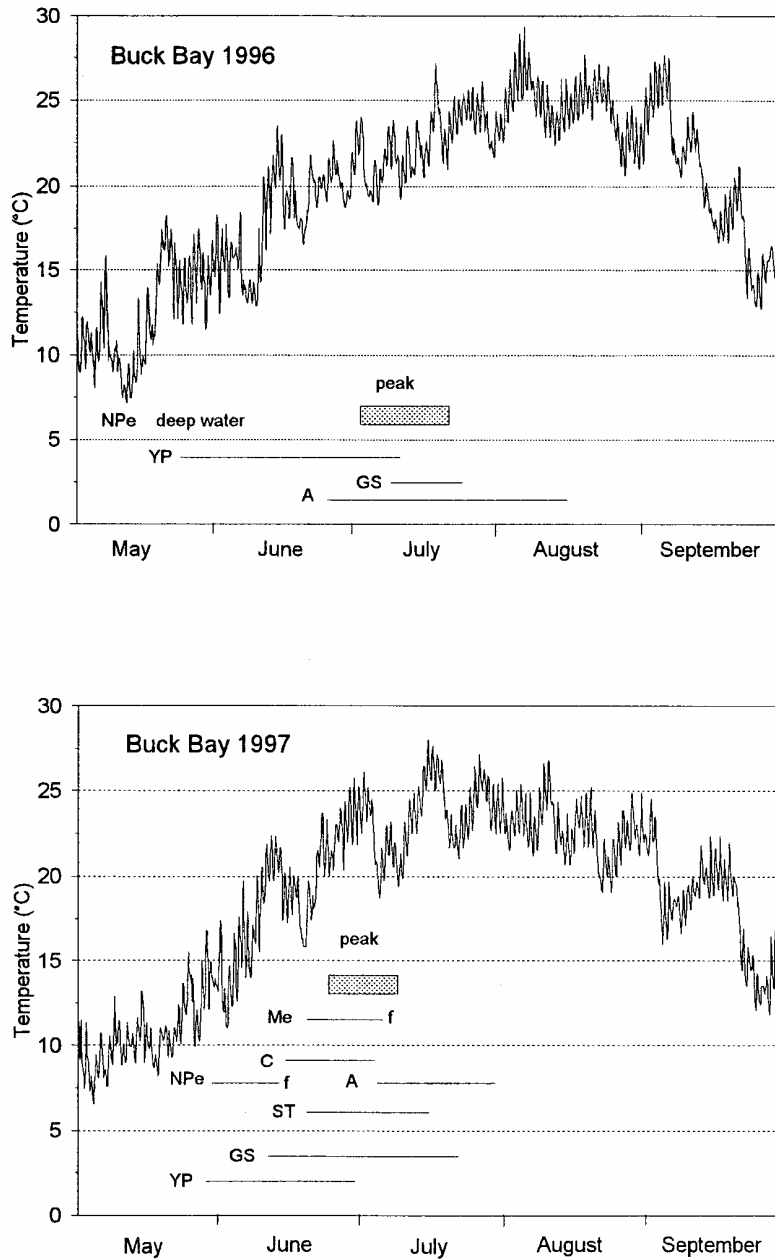 Buck Bay 1996
Temperature (°C)
30
25
20
15
10
5
0
peak
NPe deep water
YP
GS
A
May June July August September
Buck Bay 1997
Temperature (°C)
30
25
20
15
10
5
0
peak
Me f
C
NPe f A
ST
GS
YP
May June July August September